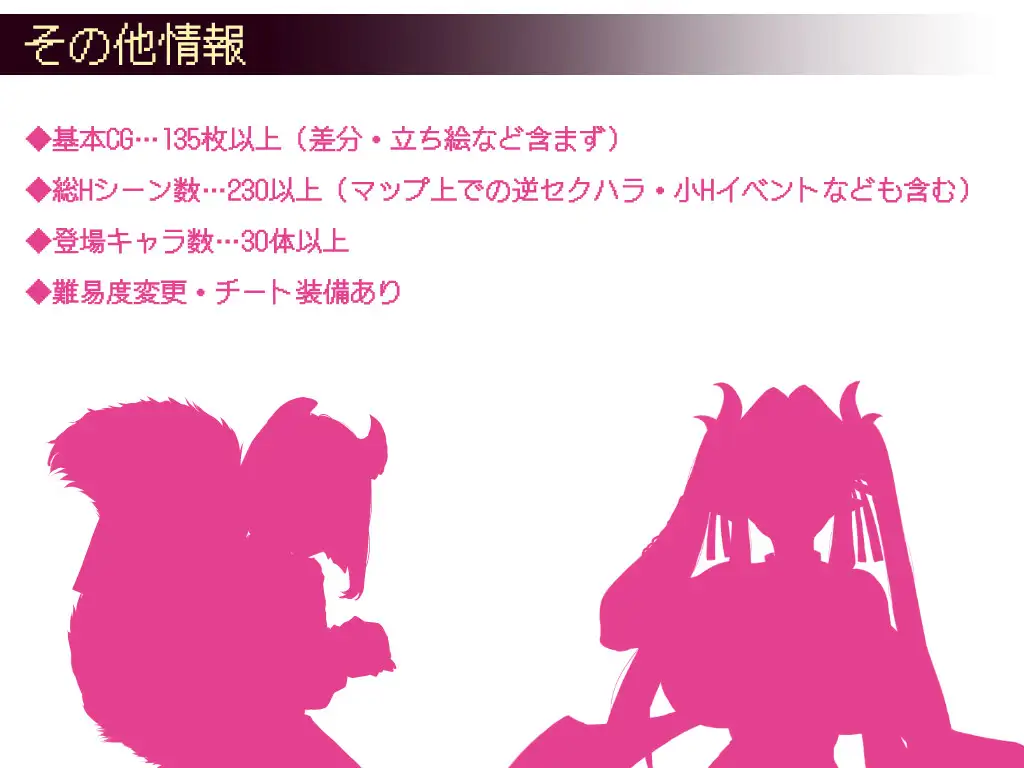 その他情報
◆基本CG…135枚以上（差分・立ち絵など含まず）
◆総Hシーン数…230以上（マップ上での逆セクハラ・小Hイベントなども含む）
◆登場キャラ数…30体以上
◆難易度変更・チート装備あり